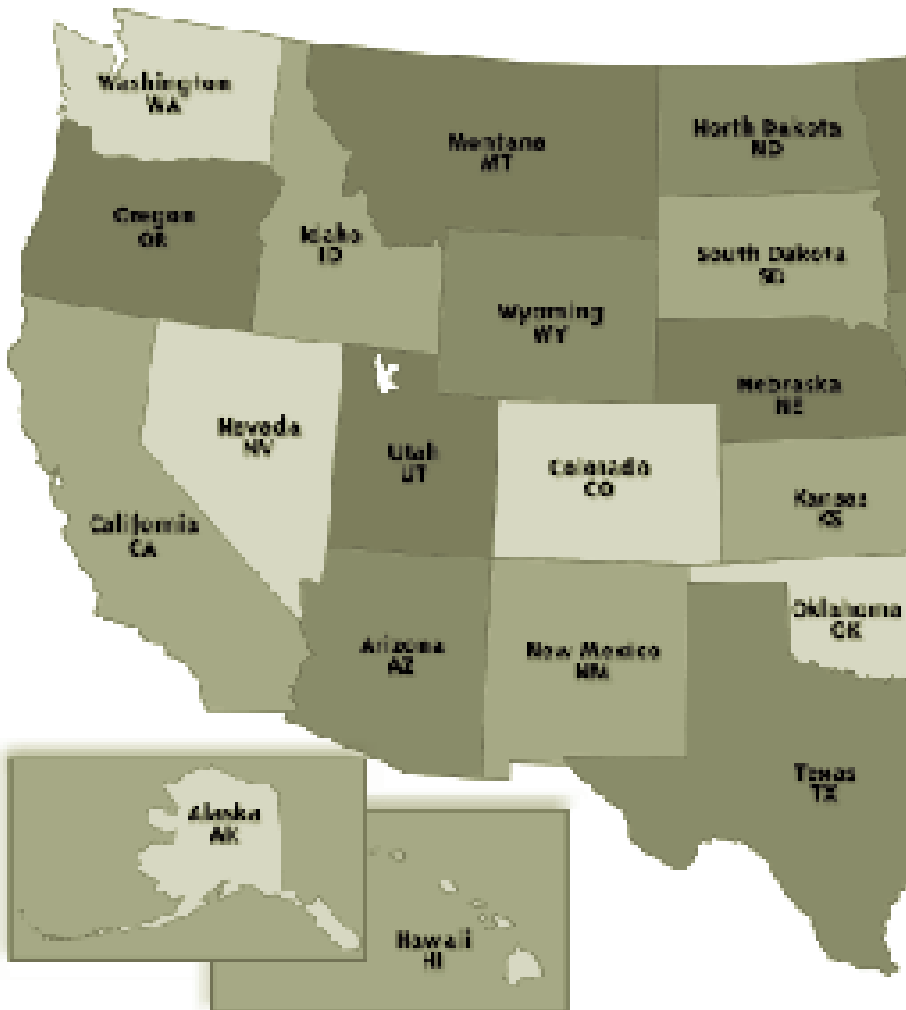 Washington
WA
Montana
MT
North Dakota
ND
Oregon
OR
Idaho
ID
South Dakota
SD
Wyoming
WY
Nebraska
NE
Nevada
NV
Utah
UT
Colorado
CO
Kansas
KS
California
CA
Arizona
AZ
New Mexico
NM
Oklahoma
OK
Texas
TX
Alaska
AK
Hawaii
HI